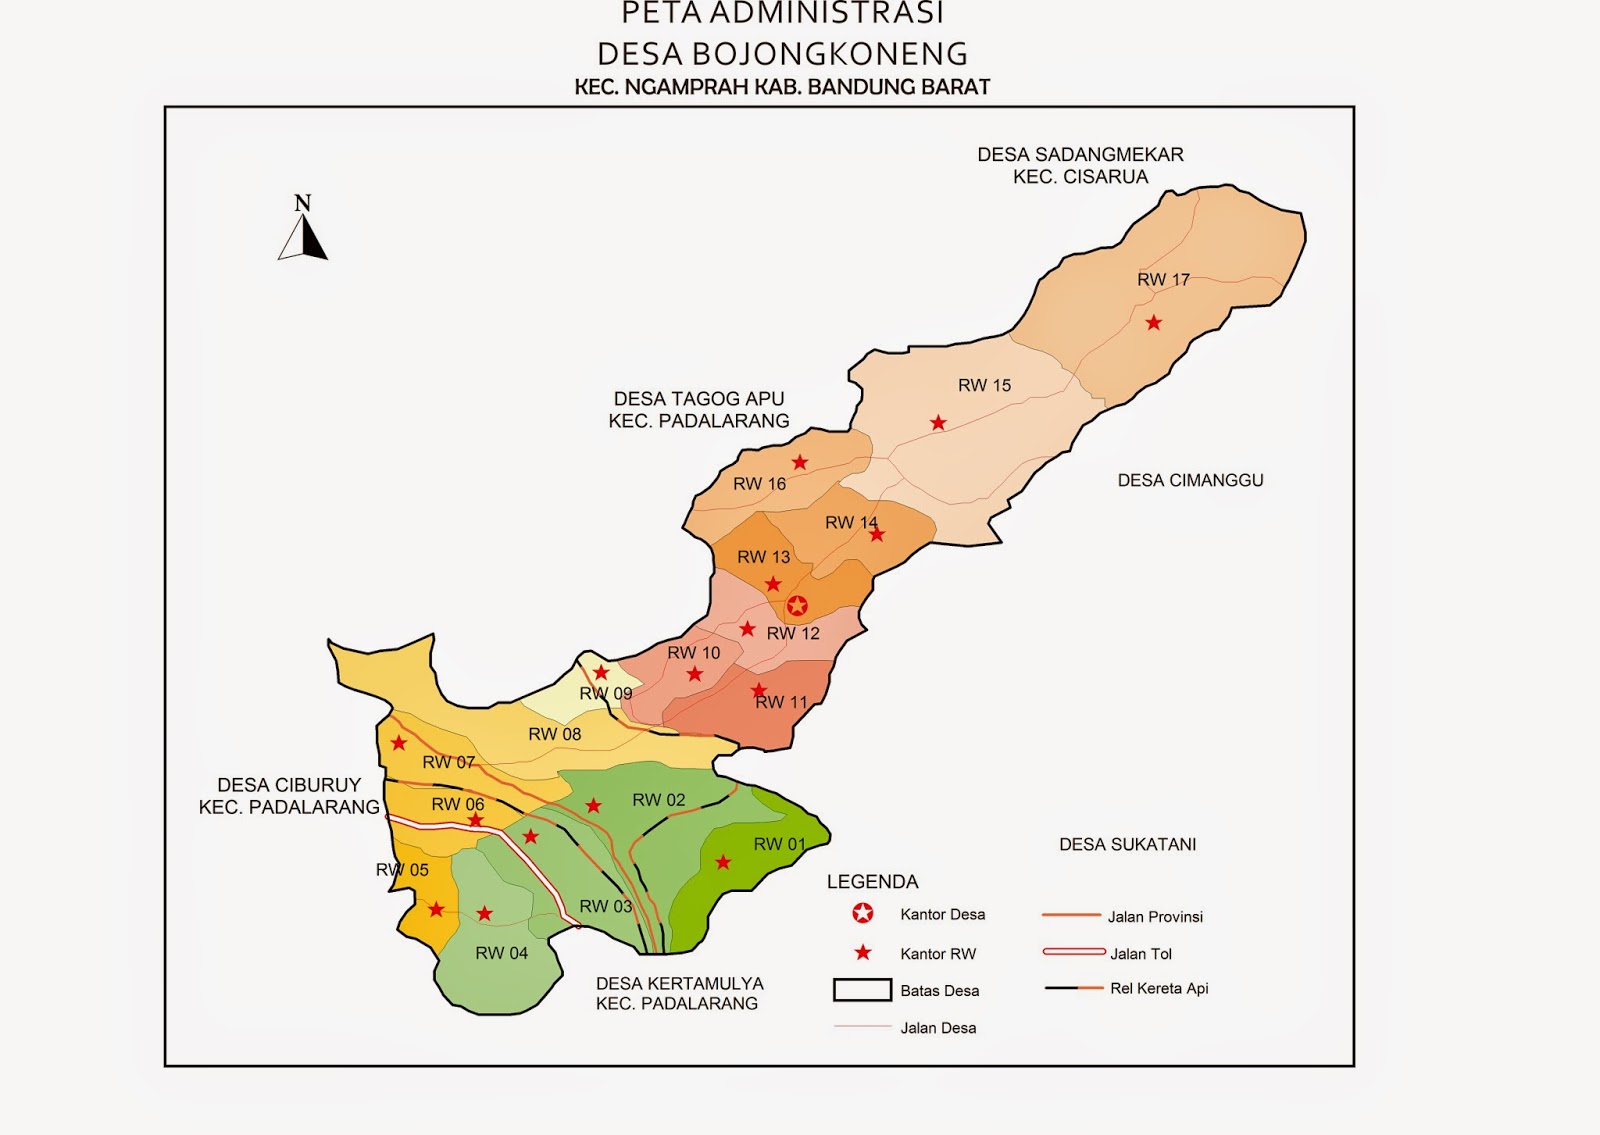 PETA ADMINISTRASI
DESA BOJONGKONENG
KEC. NGAMPRAH KAB. BANDUNG BARAT
N
DESA SADANGMEKAR
KEC. CISARUA
RW 17
RW 15
DESA TAGOG APU
KEC. PADALARANG
DESA CIMANGGU
RW 16
RW 14
RW 13
RW 12
RW 10
RW 09
RW 11
RW 08
RW 07
DESA CIBURUY
KEC. PADALARANG
RW 06
RW 02
RW 01
RW 05
RW 03
RW 04
DESA SUKATANI
DESA KERTAMULYA
KEC. PADALARANG
LEGENDA
Kantor Desa
Kantor RW
Batas Desa
Jalan Desa
Jalan Provinsi
Jalan Tol
Rel Kereta Api